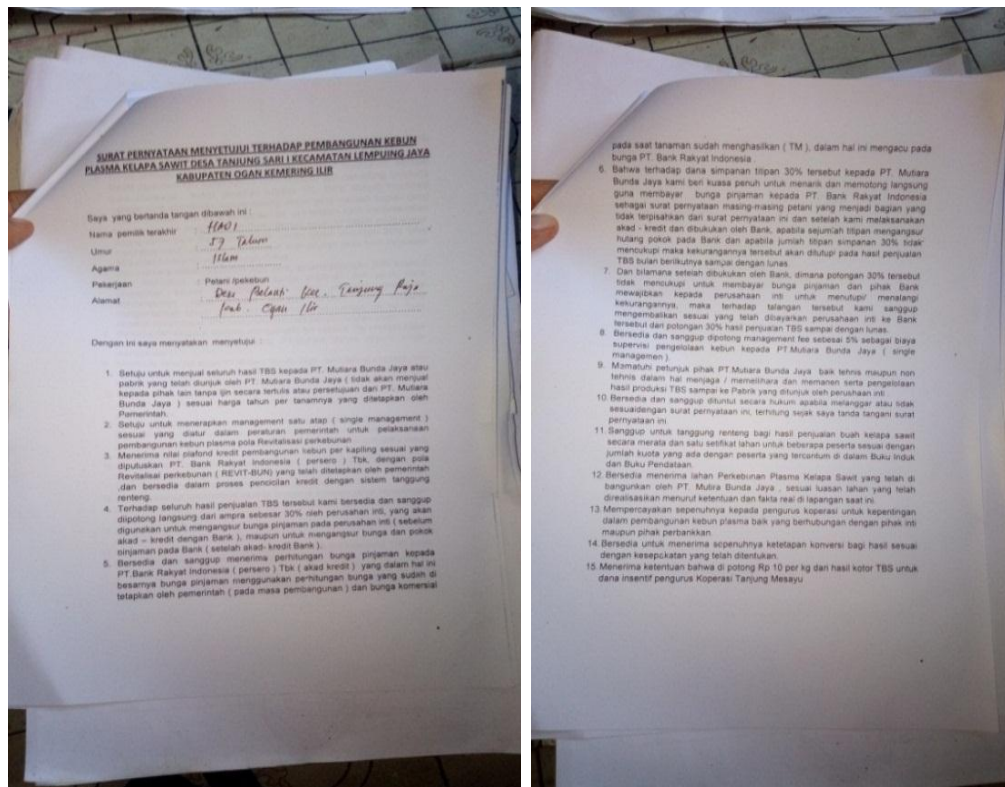 SURAT PERNYATAAN MENYETUJUI TERHADAP PEMBANGUNAN KEBUN
PLASMA KELAPA SAWIT DESA TANJUNG SARI I KECAMATAN LEMPUING JAYA
KABUPATEN OGAN KEMERING ILIR
Saya yang bertanda tangan dibawah ini :
Nama pemilik terakhir : HADI
Umur : 57 Tahun
Agama : Islam
Pekerjaan : Petani /pekebun
Alamat : Desa Belanti Kec. Tanjung Raja
Kab. Ogan Ilir
Dengan ini saya menyatakan menyetujui :
1. Setuju untuk menjual seluruh hasil TBS kepada PT. Mutiara Bunda Jaya atau
pabrik yang telah diunjuk oleh PT. Mutiara Bunda Jaya ( tidak akan menjual
kepada pihak lain tanpa ijin secara tertulis atau persetujuan dari PT. Mutiara
Bunda Jaya ) sesuai harga tahun per tanamnya yang ditetapkan oleh
Pemerintah.
2. Setuju untuk menerapkan management satu atap ( single management )
sesuai yang diatur dalam peraturan pemerintah untuk pelaksanaan
pembangunan kebun plasma pola Revitalisasi perkebunan
3. Menerima nilai plafond kredit pembangunan kebun per kapling sesuai yang
diputuskan PT. Bank Rakyat Indonesia ( persero ) Tbk, dengan pola
Revitalisai perkebunan ( REVIT-BUN) yang telah ditetapkan oleh pemerintah
,dan bersedia dalam proses pencicilan kredit dengan sistem tanggung
renteng.
4. Terhadap seluruh hasil penjualan TBS tersebut kami bersedia dan sanggup
dipotong langsung dari ampra sebesar 30% oleh perusahan inti, yang akan
digunakan untuk mengangsur bunga pinjaman pada perusahan inti ( sebelum
akad – kredit dengan Bank ), maupun untuk mengangsur bunga dan pokok
pinjaman pada Bank ( setelah akad- kredit Bank ).
5. Bersedia dan sanggup menerima perhitungan bunga pinjaman kepada
PT.Bank Rakyat Indonesia ( persero ) Tbk ( akad kredit ) yang dalam hal ini
besarnya bunga pinjaman menggunakan perhitungan bunga yang sudah di
tetapkan oleh pemerintah ( pada masa pembangunan ) dan bunga komersial
pada saat tanaman sudah menghasilkan ( TM ), dalam hal ini mengacu pada
bunga PT. Bank Rakyat Indonesia .
6. Bahwa terhadap dana simpanan titipan 30% tersebut kepada PT. Mutiara
Bunda Jaya kami beri kuasa penuh untuk menarik dan memotong langsung
guna membayar bunga pinjaman kepada PT. Bank Rakyat Indonesia
sebagai surat pernyataan masing-masing petani yang menjadi bagian yang
tidak terpisahkan dari surat pernyataan ini dan setelah kami melaksanakan
akad – kredit dan dibukukan oleh Bank, apabila sejumlah titipan mengangsur
hutang pokok pada Bank dan apabila jumlah titipan simpanan 30% tidak
mencukupi maka kekurangannya tersebut akan ditutupi pada hasil penjualan
TBS bulan berikutnya sampai dengan lunas.
7. Dan bilamana setelah dibukukan oleh Bank, dimana potongan 30% tersebut
tidak mencukupi untuk membayar bunga pinjaman dan pihak Bank
mewajibkan kepada perusahaan inti untuk menutupi/ menalangi
kekurangannya, maka terhadap talangan tersebut kami sanggup
mengembalikan sesuai yang telah dibayarkan perusahaan inti ke Bank
tersebut dari potongan 30% hasil penjualan TBS sampai dengan lunas.
8. Bersedia dan sanggup dipotong management fee sebesai 5% sebagai biaya
supervisi pengelolaan kebun kepada PT.Mutiara Bunda Jaya ( single
managemen ).
9. Mamatuhi petunjuk pihak PT.Mutiara Bunda Jaya baik tehnis maupun non
tehnis dalam hal menjaga / memelihara dan memanen serta pengelolaan
hasil produksi TBS sampai ke Pabrik yang ditunjuk oleh perushaan inti.
10. Bersedia dan sanggup dituntut secara hukum apabila melanggar atau tidak
sesuaidengan surat pernyataan ini, terhitung sejak saya tanda tangani surat
pernyataan ini.
11. Sanggup untuk tanggung renteng bagi hasil penjualan buah kelapa sawit
secara merata dan satu setifikat lahan untuk beberapa peserta sesuai dengan
jumlah kuota yang ada dengan peserta yang tercantum di dalam Buku Induk
dan Buku Pendataan.
12. Bersedia menerima lahan Perkebunan Plasma Kelapa Sawit yang telah di
bangunkan oleh PT. Mutira Bunda Jaya , sesuai luasan lahan yang telah
direalisasikan menurut ketentuan dan fakta real di lapangan saat ini.
13. Mempercayakan sepenuhnya kepada pengurus koperasi untuk kepentingan
dalam pembangunan kebun plasma baik yang berhubungan dengan pihak inti
maupun pihak perbankkan.
14. Bersedia untuk menerima sepenuhnya ketetapan konversi bagi hasil sesuai
dengan kesepakatan yang telah ditentukan.
15. Menerima ketentuan bahwa di potong Rp 10 per kg dari hasil kotor TBS untuk
dana insentif pengurus Koperasi Tanjung Mesayu